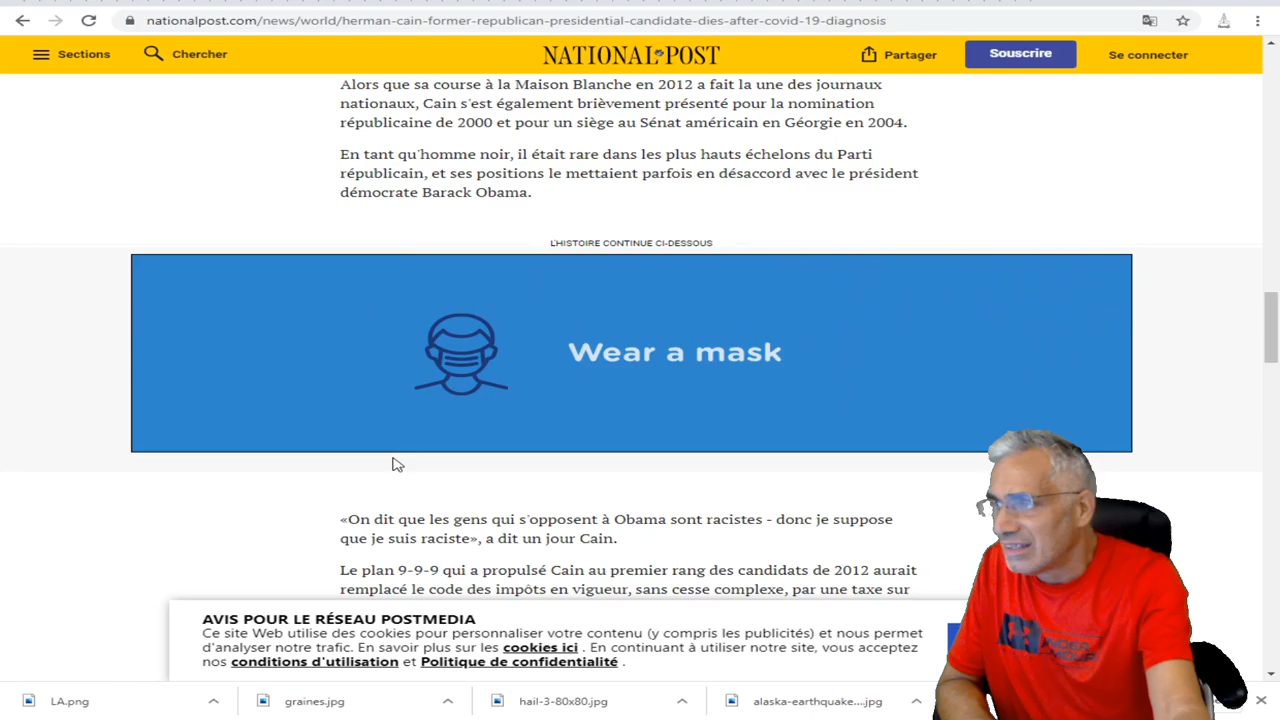 nationalpost.com/news/world/herman-cain-former-republican-presidential-candidate-dies-after-covid-19-diagnosis
Sections
Chercher
NATIONAL POST
Partager
Souscrire
Se connecter
Alors que sa course à la Maison Blanche en 2012 a fait la une des journaux
nationaux, Cain s'est également brièvement présenté pour la nomination
républicaine de 2000 et pour un siège au Sénat américain en Géorgie en 2004.
En tant qu'homme noir, il était rare dans les plus hauts échelons du Parti
républicain, et ses positions le mettaient parfois en désaccord avec le président
démocrate Barack Obama.
L'HISTOIRE CONTINUE CI-DESSOUS
Wear a mask
«On dit que les gens qui s'opposent à Obama sont racistes - donc je suppose
que je suis raciste», a dit un jour Cain.
Le plan 9-9-9 qui a propulsé Cain au premier rang des candidats de 2012 aurait
remplacé le code des impôts en vigueur, sans cesse complexe, par une taxe sur
AVIS POUR LE RÉSEAU POSTMEDIA
Ce site Web utilise des cookies pour personnaliser votre contenu (y compris les publicités) et nous permet
d'analyser notre trafic. En savoir plus sur les cookies ici . En continuant à utiliser notre site, vous acceptez
nos conditions d'utilisation et Politique de confidentialité .
LA.png
graines.jpg
hail-3-80x80.jpg
alaska-earthquake....jpg